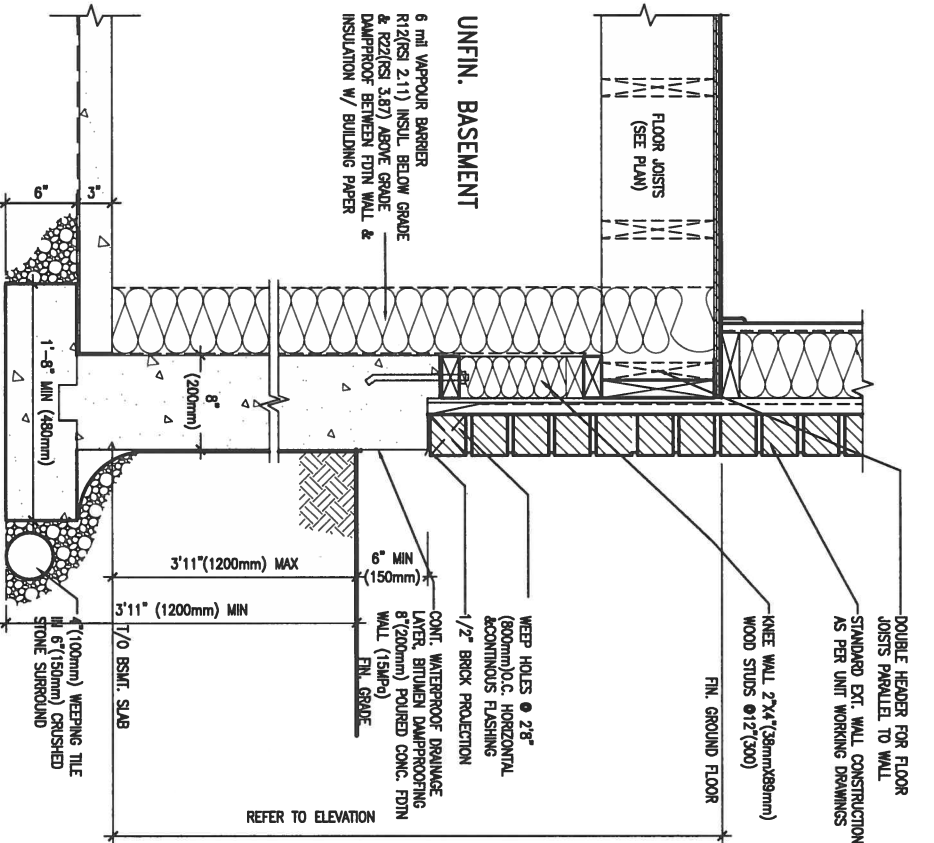 DOUBLE HEADER FOR FLOOR
JOISTS PARALLEL TO WALL
STANDARD EXT. WALL CONSTRUCTION
AS PER UNIT WORKING DRAWINGS
KNEE WALL 2"X4"(38mmX89mm)
WOOD STUDS @12"(300)
FIN. GROUND FLOOR
FLOOR JOISTS
(SEE PLAN)
UNFIN. BASEMENT
6 mil VAPPOUR BARRIER
R12(RSI 2.11) INSUL BELOW GRADE
& R22(RSI 3.87) ABOVE GRADE
DAMPPROOF BETWEEN FDTN WALL &
INSULATION W/ BUILDING PAPER
WEEP HOLES @ 2'8"
(800mm)O.C. HORIZONTAL
&CONTINOUS FLASHING
1/2" BRICK PROJECTION
CONT. WATERPROOF DRAINAGE
LAYER, BITUMEN DAMPPROOFING
8"(200mm) POURED CONC. FDTN
WALL (15MPa)
FIN. GRADE
6" MIN
(150mm)
3'11"(1200mm) MAX
3'11" (1200mm) MIN
REFER TO ELEVATION
8"
(200mm)
3"
6"
1'-8" MIN (480mm)
T/O BSMT. SLAB
4"(100mm) WEEPING TILE
IN 6"(150mm) CRUSHED
STONE SURROUND